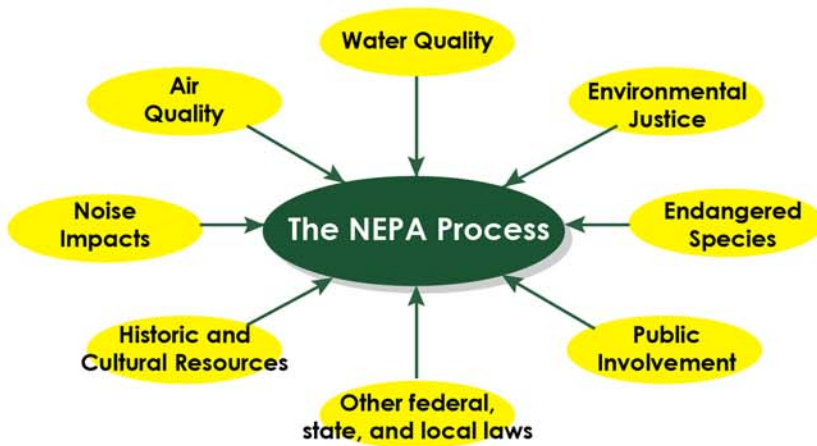 Water Quality
Air
Quality
Environmental
Justice
Noise
Impacts
The NEPA Process
Endangered
Species
Historic and
Cultural Resources
Public
Involvement
Other federal,
state, and local laws